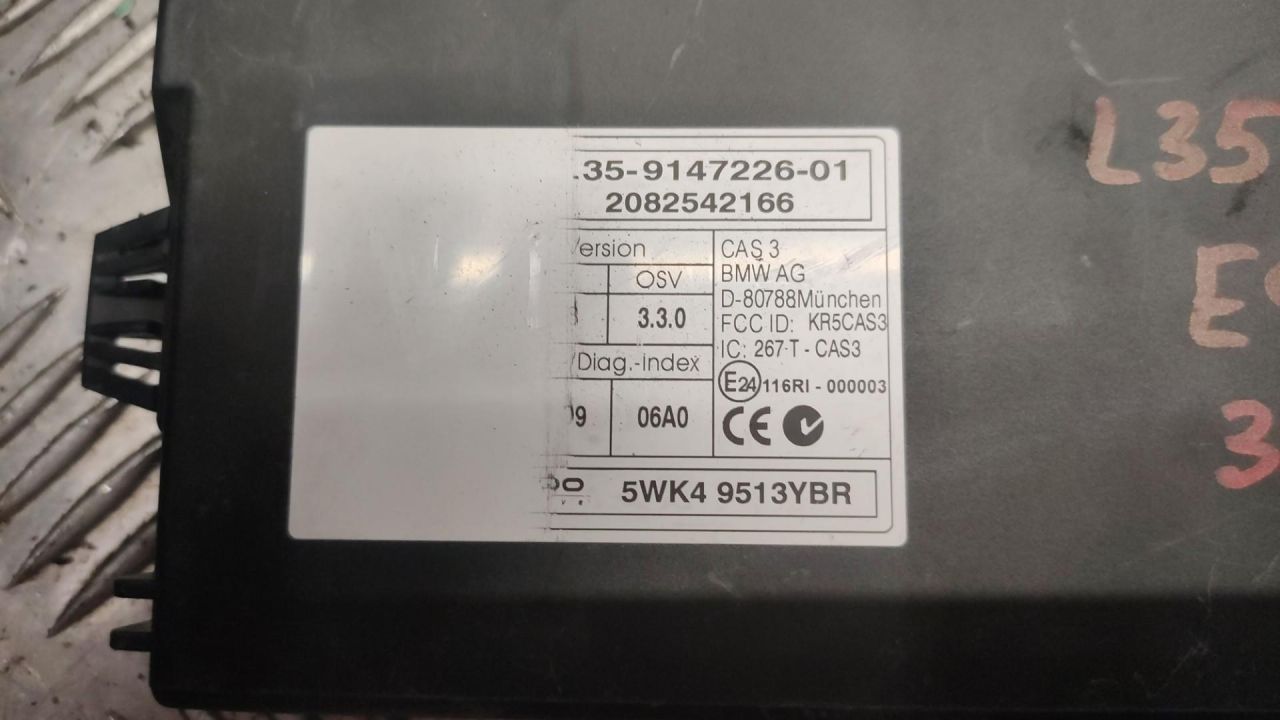 .35-9147226-01
2082542166
Version
OSV
3.3.0
/Diag.-Index
09
06A0
CAS 3
BMW AG
D-80788München
FCC ID: KR5CAS3
IC: 267-T - CAS3
E24 116RI - 000003
CE
5WK4 9513YBR
L35
E
3